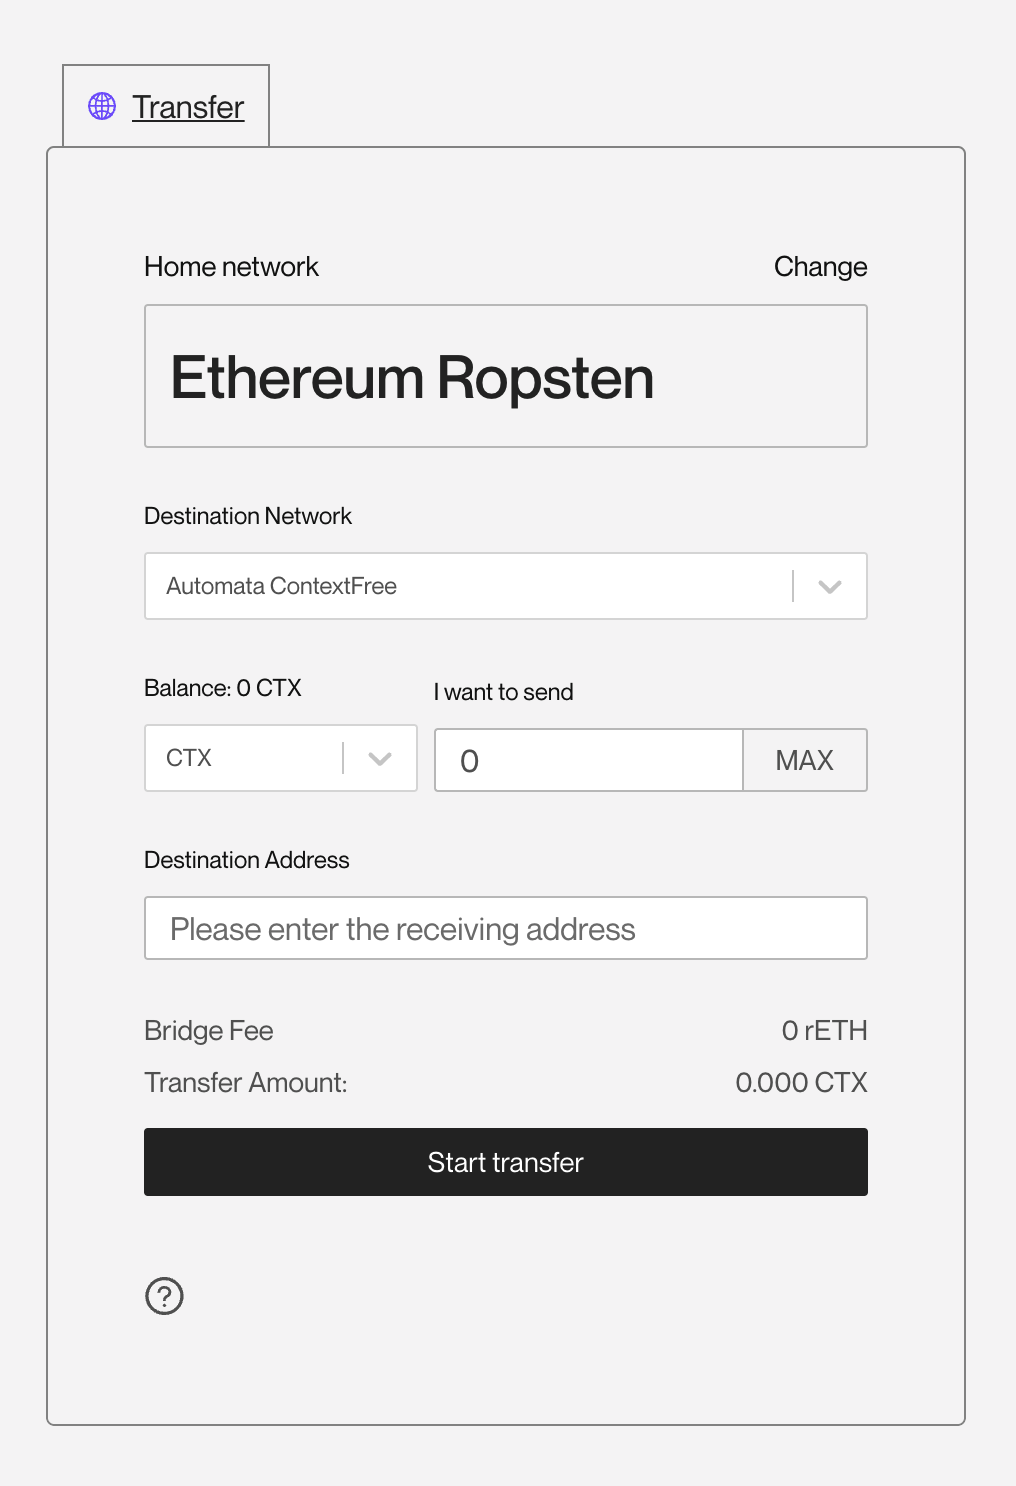 Transfer
Home network
Change
Ethereum Ropsten
Destination Network
Automata ContextFree
Balance: 0 CTX
I want to send
CTX
0
MAX
Destination Address
Please enter the receiving address
Bridge Fee
0 rETH
Transfer Amount:
0.000 CTX
Start transfer
?